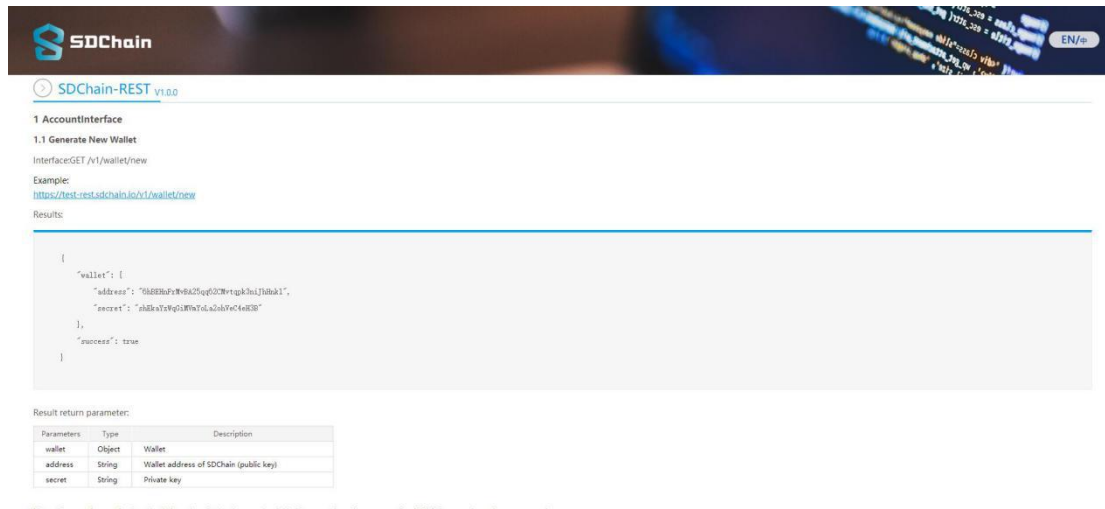 SDChain
EN/中
SDChain-REST V1.0.0
1 AccountInterface
1.1 Generate New Wallet
Interface:GET /v1/wallet/new
Example:
https://test-rest.sdchain.io/v1/wallet/new
Results:
{
"wallet": {
"address":
"secret":
},
"success": true
}
Result return parameter:
Parameters Type Description
wallet Object Wallet
address String Wallet address of SDChain (public key)
secret String Private key